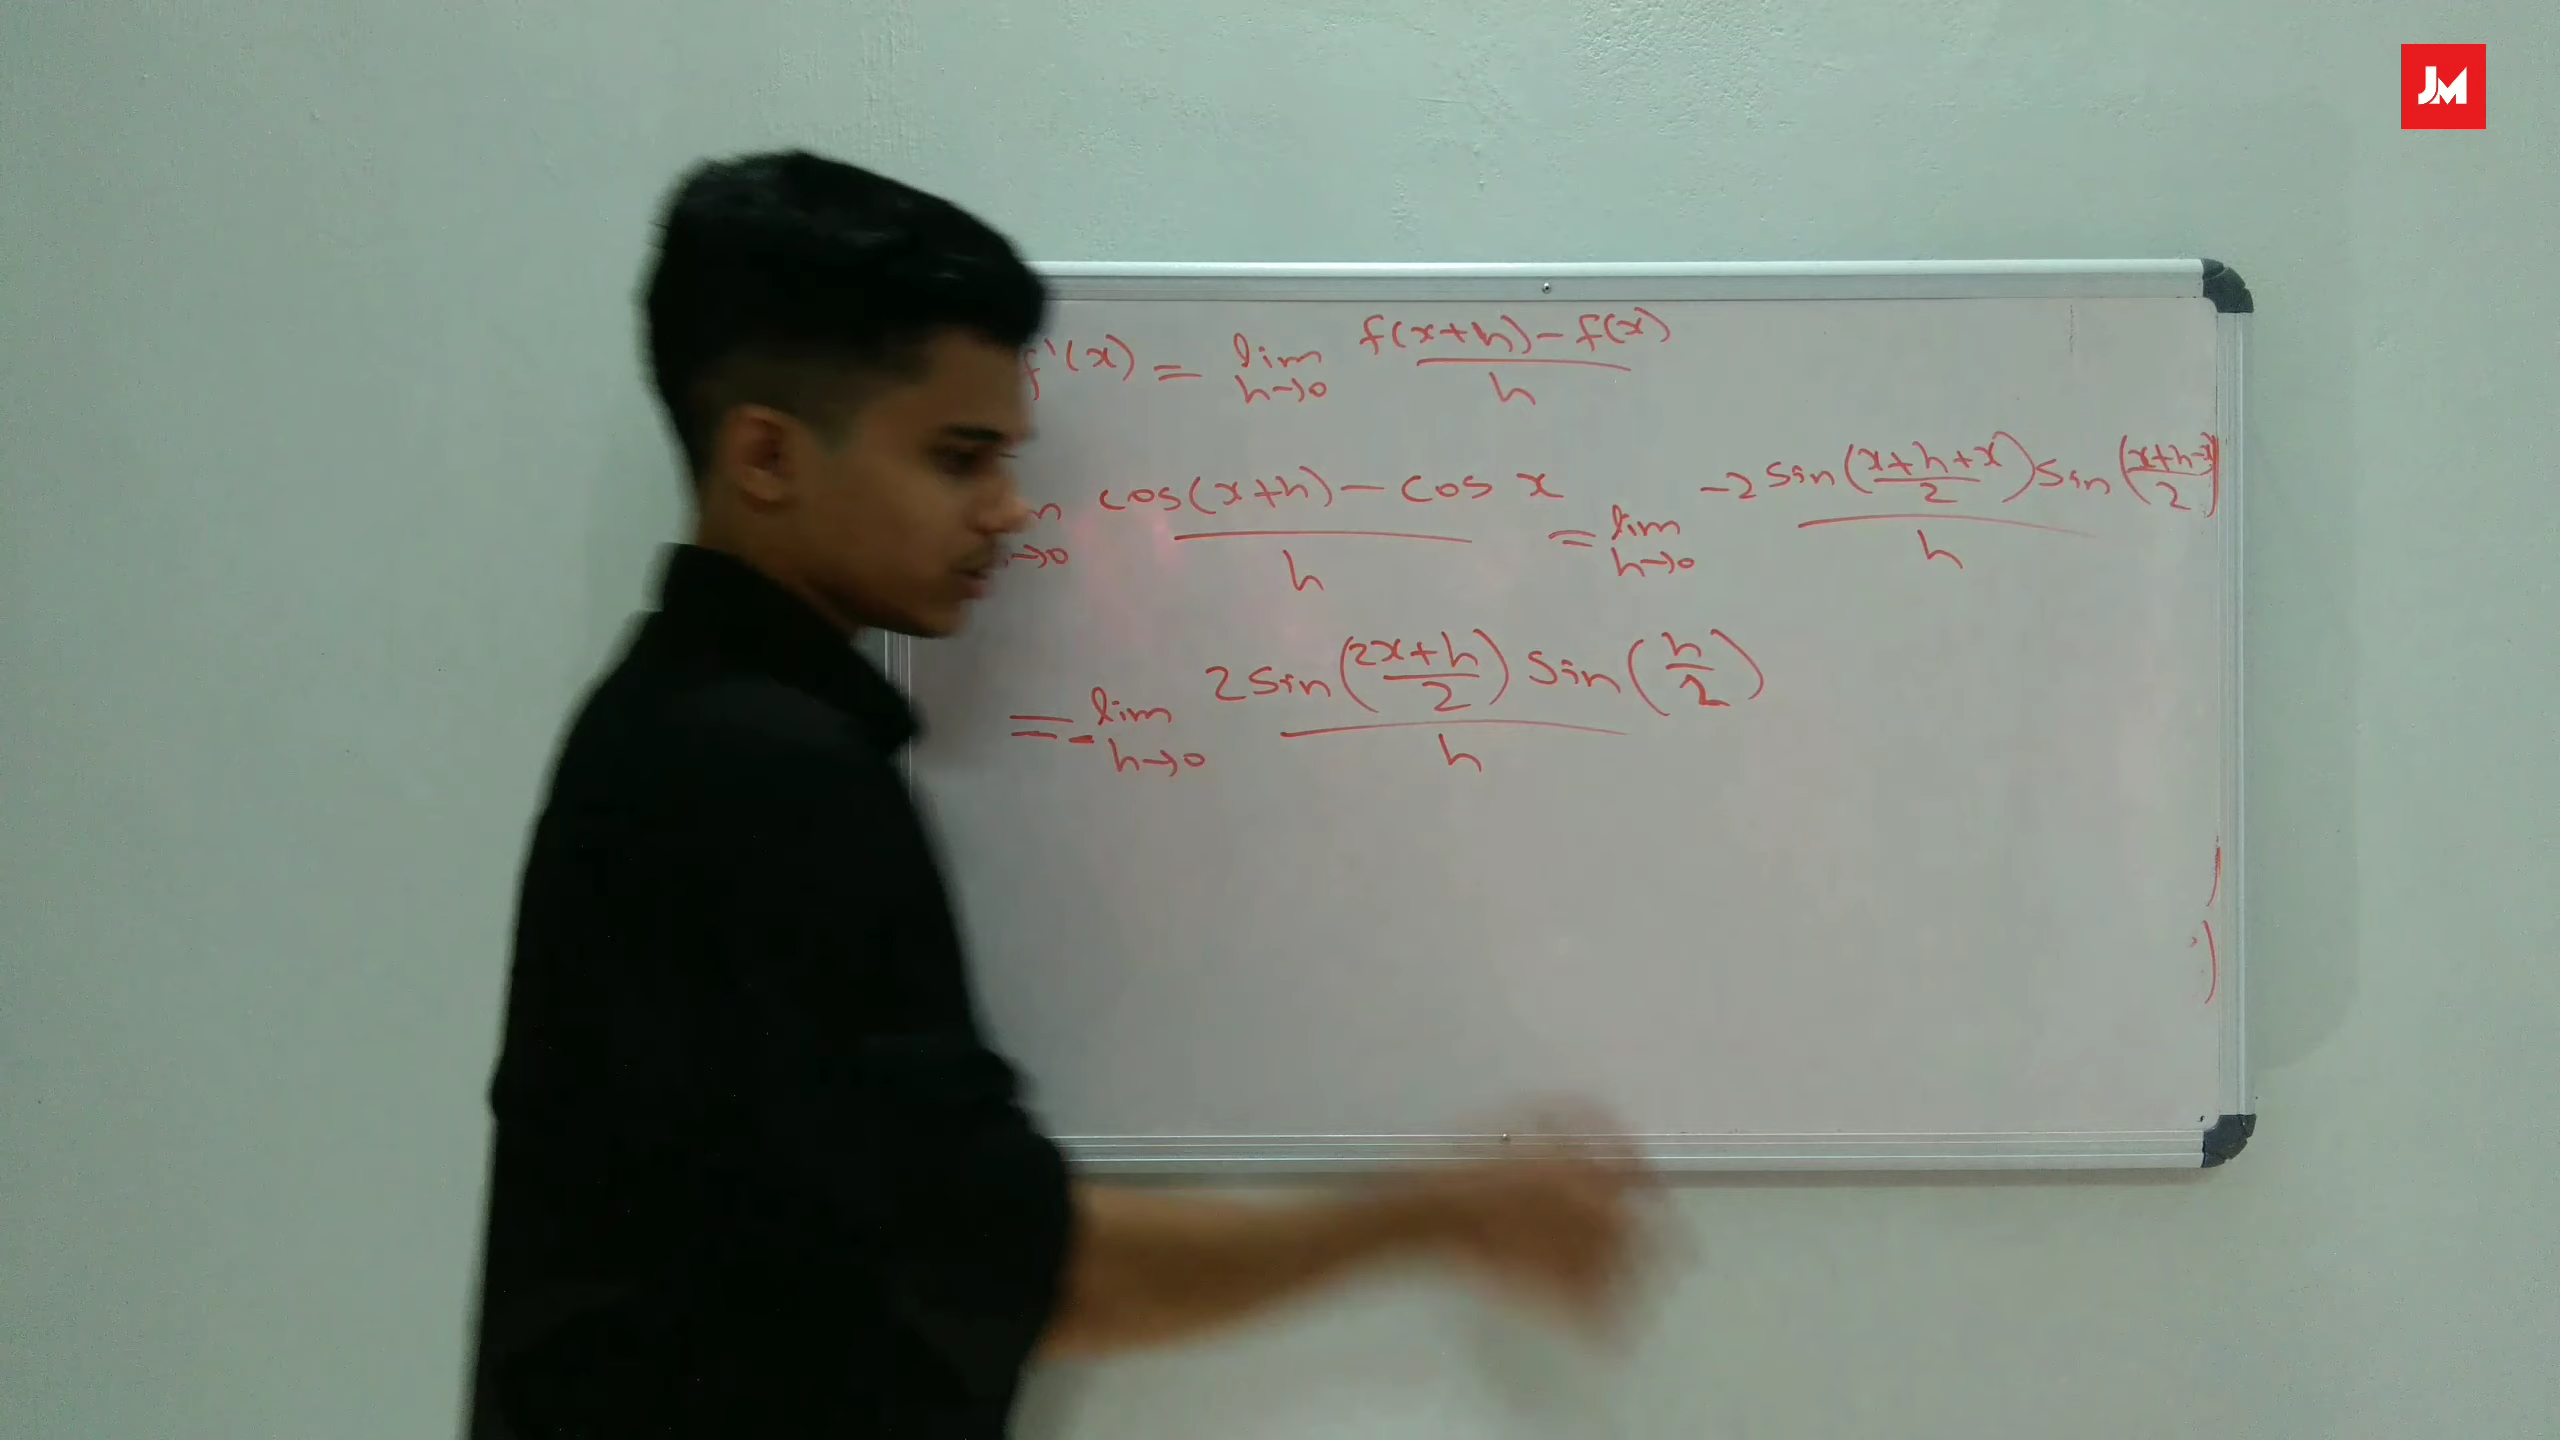 JM
f'(x) = lim h→0 f(x+h)-f(x) / h
cos(x+h) - cos x / h = lim h→0 -2 sin(x+h+x / 2) sin(x+h-x / 2) / h
= - lim h→0 2 sin(2x+h / 2) sin(h / 2) / h